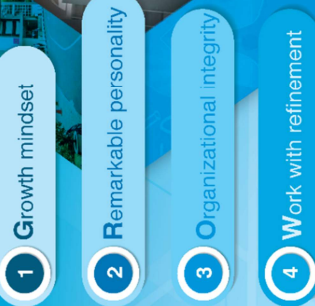 1 Growth mindset
2 Remarkable personality
3 Organizational integrity
4 Work with refinement